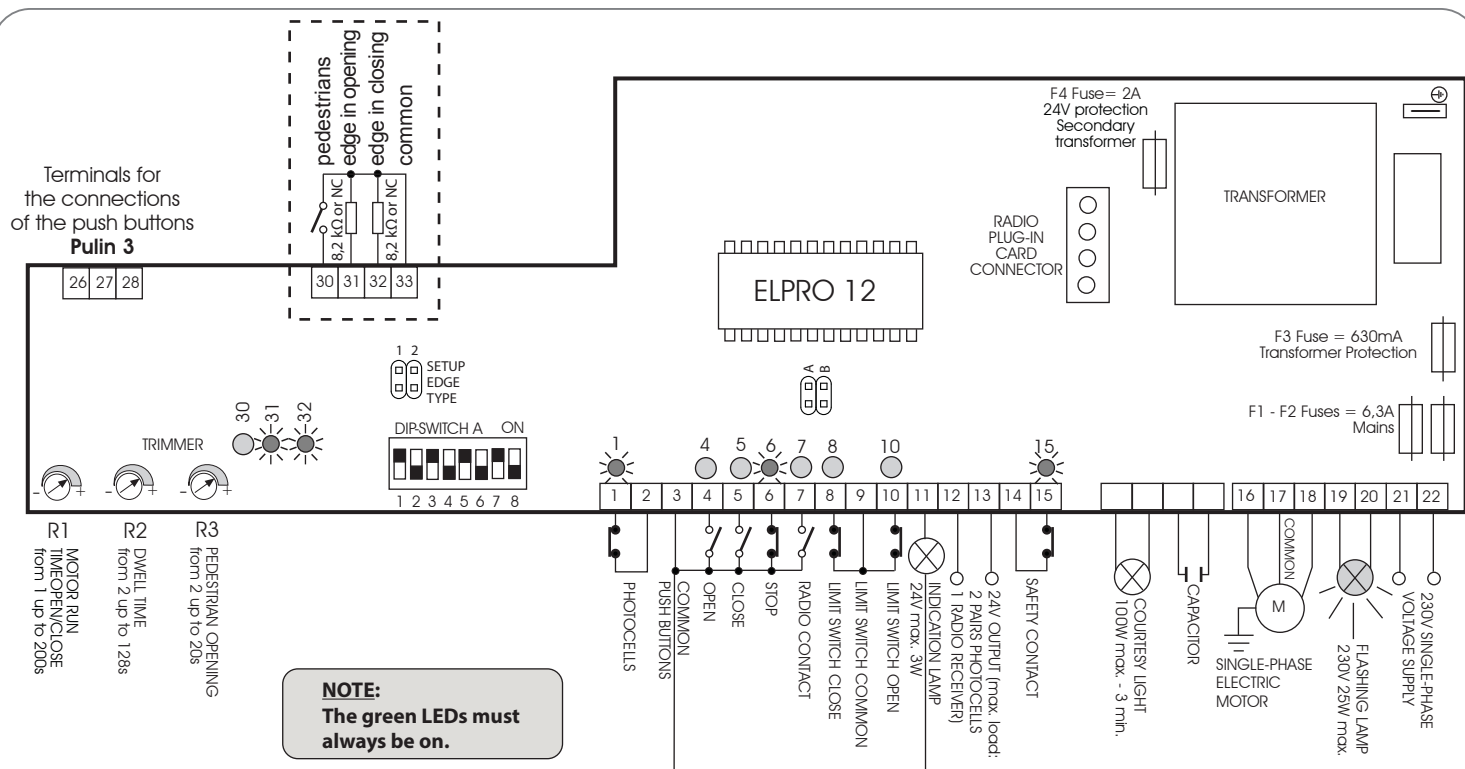 pedestrians
edge in opening
edge in closing
common
8,2 kΩ or NC
8,2 kΩ or NC
30 31 32 33
Terminals for
the connections
of the push buttons
Pulin 3
26 27 28
F4 Fuse= 2A
24V protection
Secondary
transformer
TRANSFORMER
RADIO
PLUG-IN
CARD
CONNECTOR
ELPRO 12
F3 Fuse = 630mA
Transformer Protection
F1 - F2 Fuses = 6,3A
Mains
1 2
SETUP
EDGE
TYPE
A B
30 31 32
TRIMMER
DIP-SWITCH A ON
1 2 3 4 5 6 7 8
- +
- +
- +
R1
MOTOR RUN
TIMEOPEN/CLOSE
from 1 up to 200s
R2
DWELL TIME
from 2 up to 128s
R3
PEDESTRIAN OPENING
from 2 up to 20s
1 4 5 6 7 8 10 15
1 2 3 4 5 6 7 8 9 10 11 12 13 14 15
16 17 18 19 20 21 22
PHOTOCELLS
COMMON
PUSH BUTTONS
OPEN
CLOSE
STOP
RADIO CONTACT
LIMIT SWITCH CLOSE
LIMIT SWITCH COMMON
LIMIT SWITCH OPEN
INDICATION LAMP
24V max. 3W
24V OUTPUT (max. load:
2 PAIRS PHOTOCELLS
1 RADIO RECEIVER)
SAFETY CONTACT
COURTESY LIGHT
100W max. - 3 min.
CAPACITOR
COMMON
M
SINGLE-PHASE
ELECTRIC
MOTOR
FLASHING LAMP
230V 25W max.
230V SINGLE-PHASE
VOLTAGE SUPPLY
NOTE:
The green LEDs must
always be on.